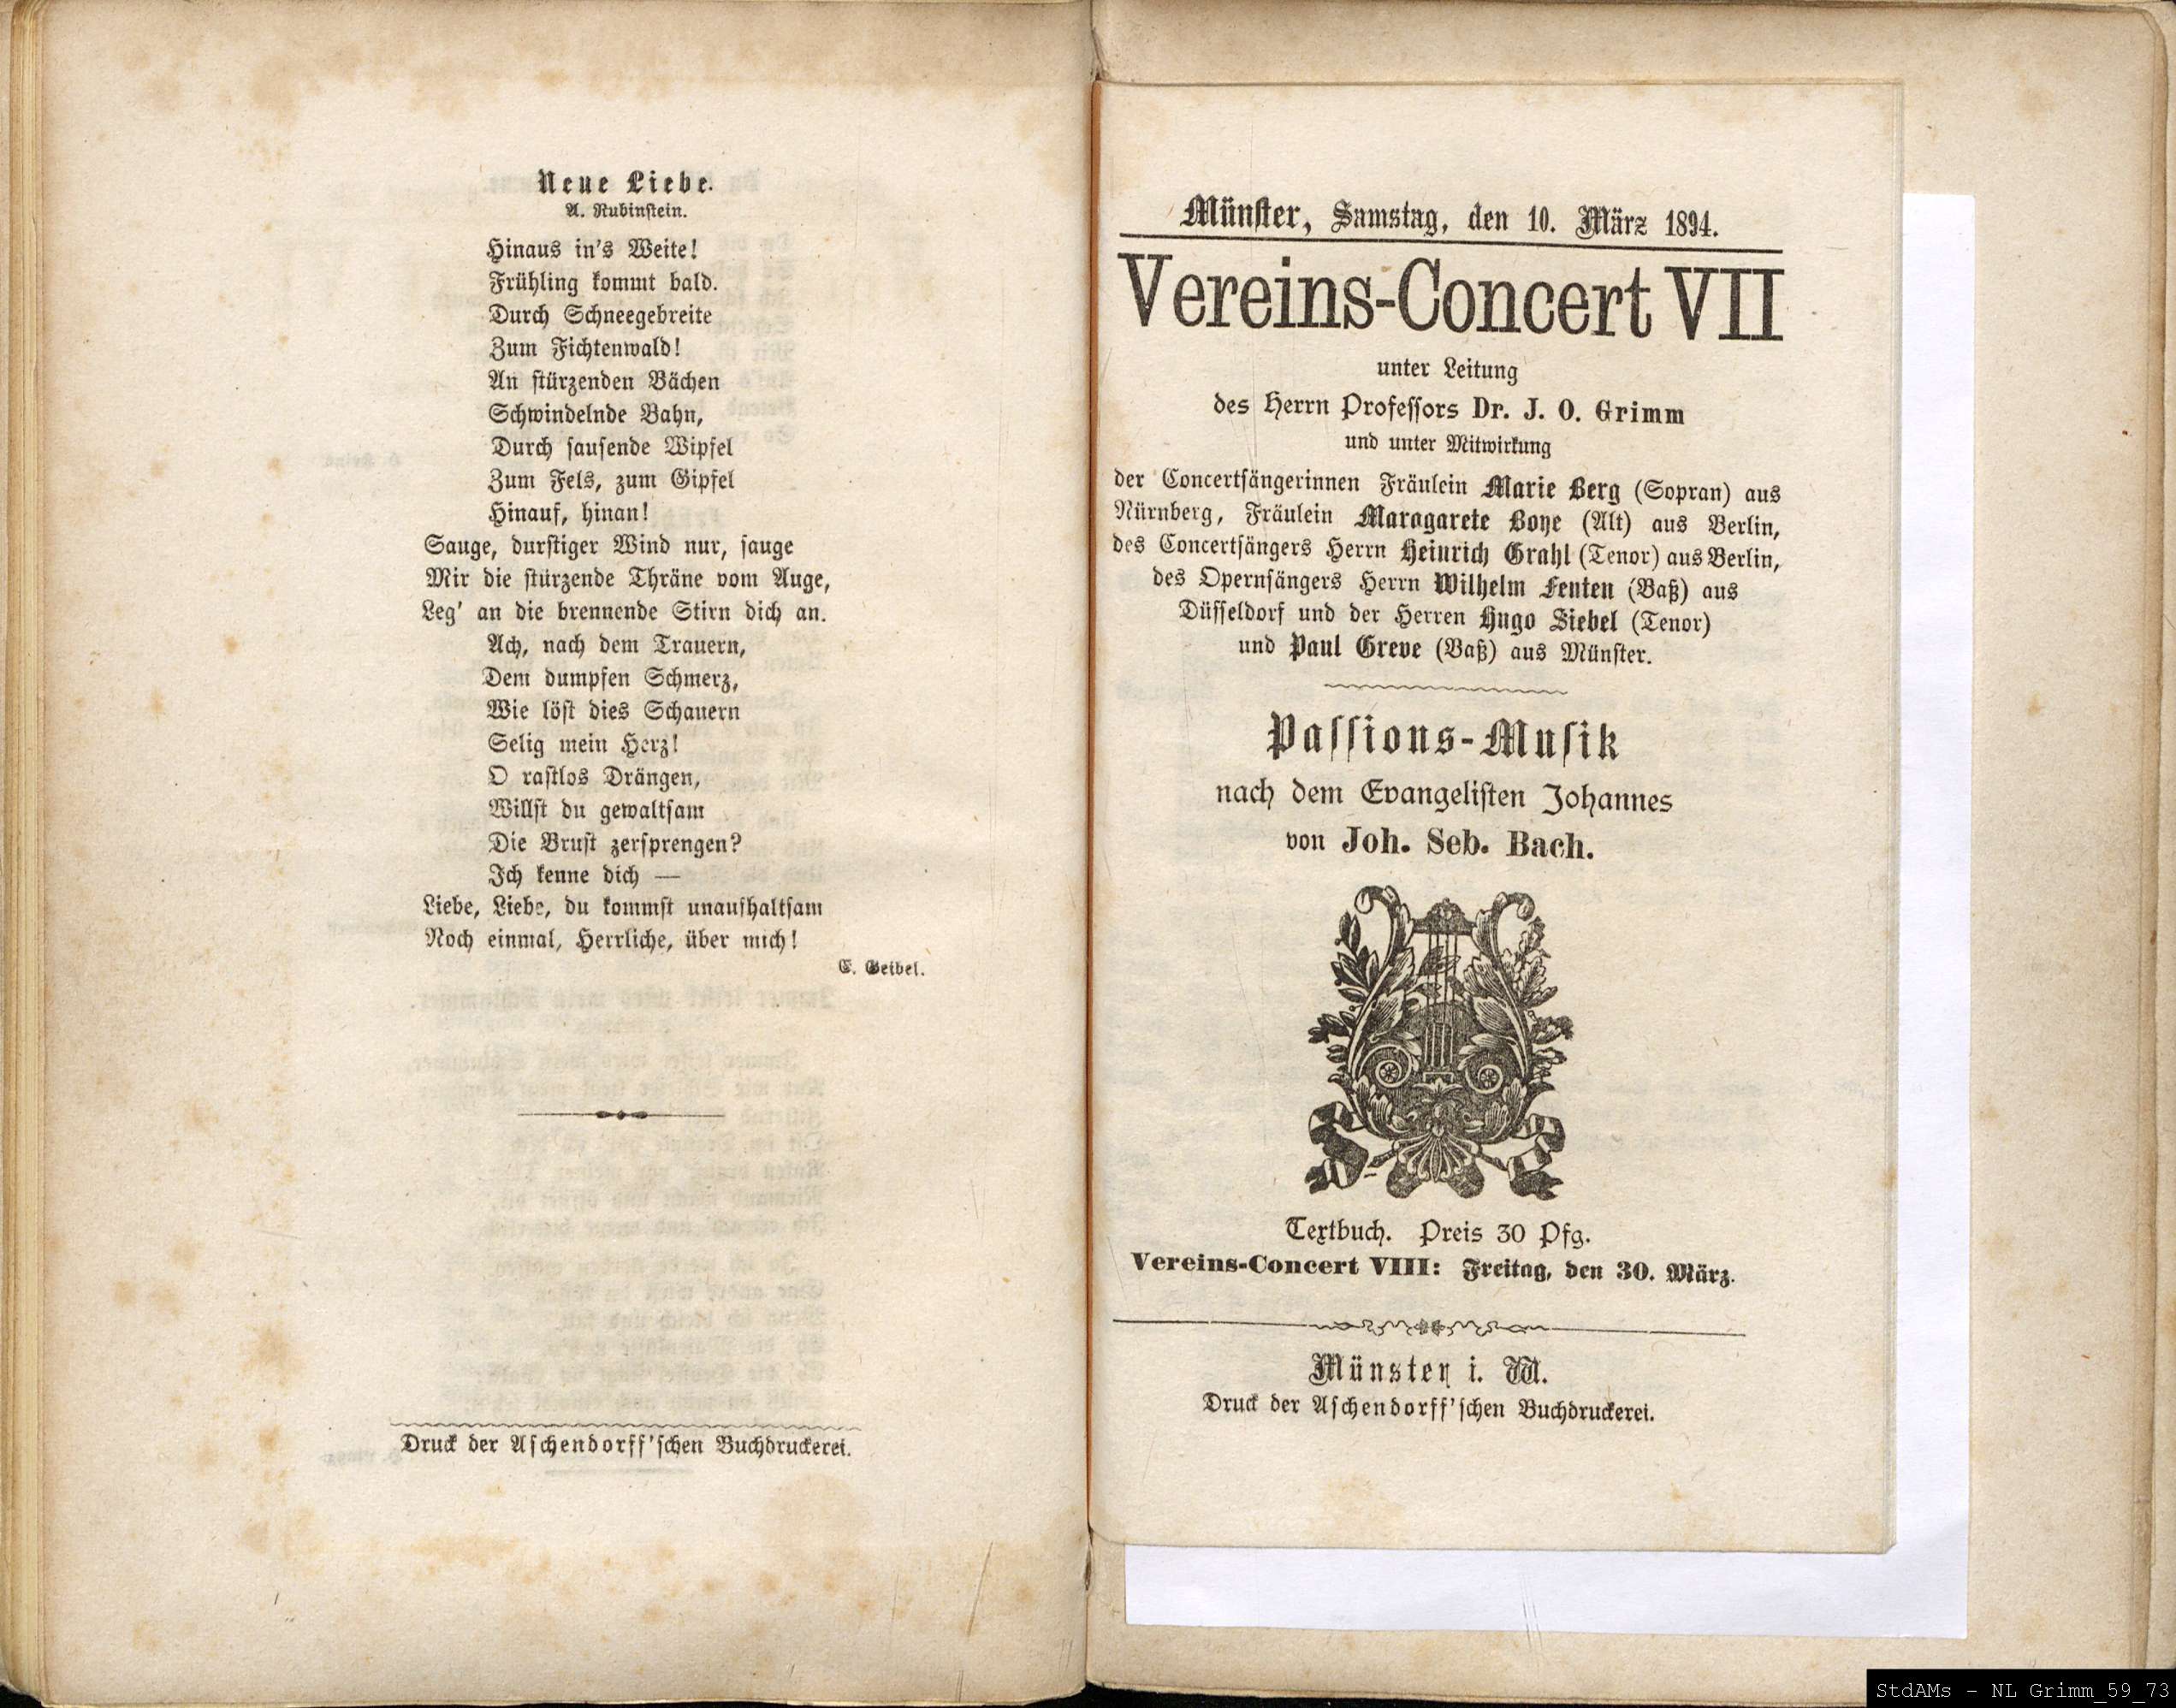 Neue Liebe.
A. Rubinstein.
Hinaus in's Weite!
Frühling kommt bald.
Durch Schneegebreite
Zum Fichtenwald!
An stürzenden Bächen
Schwindelnde Bahn,
Durch sausende Wipfel
Zum Fels, zum Gipfel
Hinauf, hinan!
Sauge, durstiger Wind nur, sauge
Mir die stürzende Thräne vom Auge,
Leg' an die brennende Stirn dich an.
Ach, nach dem Trauern,
Dem dumpfen Schmerz,
Wie löst dies Schauern
Selig mein Herz!
O rastlos Drängen,
Willst du gewaltsam
Die Brust zersprengen?
Ich kenne dich —
Liebe, Liebe, du kommst unaufhaltsam
Noch einmal, Herrliche, über mich!
E. Geibel.
Druck der Aschendorff'schen Buchdruckerei.
Münster, Samstag, den 10. März 1894.
Vereins-Concert VII
unter Leitung
des Herrn Professors Dr. J. O. Grimm
und unter Mitwirkung
der Concertsängerinnen Fräulein Marie Berg (Sopran) aus
Nürnberg, Fräulein Maragarete Boye (Alt) aus Berlin,
des Concertsängers Herrn Heinrich Grahl (Tenor) aus Berlin,
des Opernsängers Herrn Wilhelm Fenten (Baß) aus
Düsseldorf und der Herren Hugo Siebel (Tenor)
und Paul Greve (Baß) aus Münster.
Passions-Musik
nach dem Evangelisten Johannes
von Joh. Seb. Bach.
Textbuch. Preis 30 Pfg.
Vereins-Concert VIII: Freitag, den 30. März.
Münster i. W.
Druck der Aschendorff'schen Buchdruckerei.
StdAMs - NL Grimm_59_73